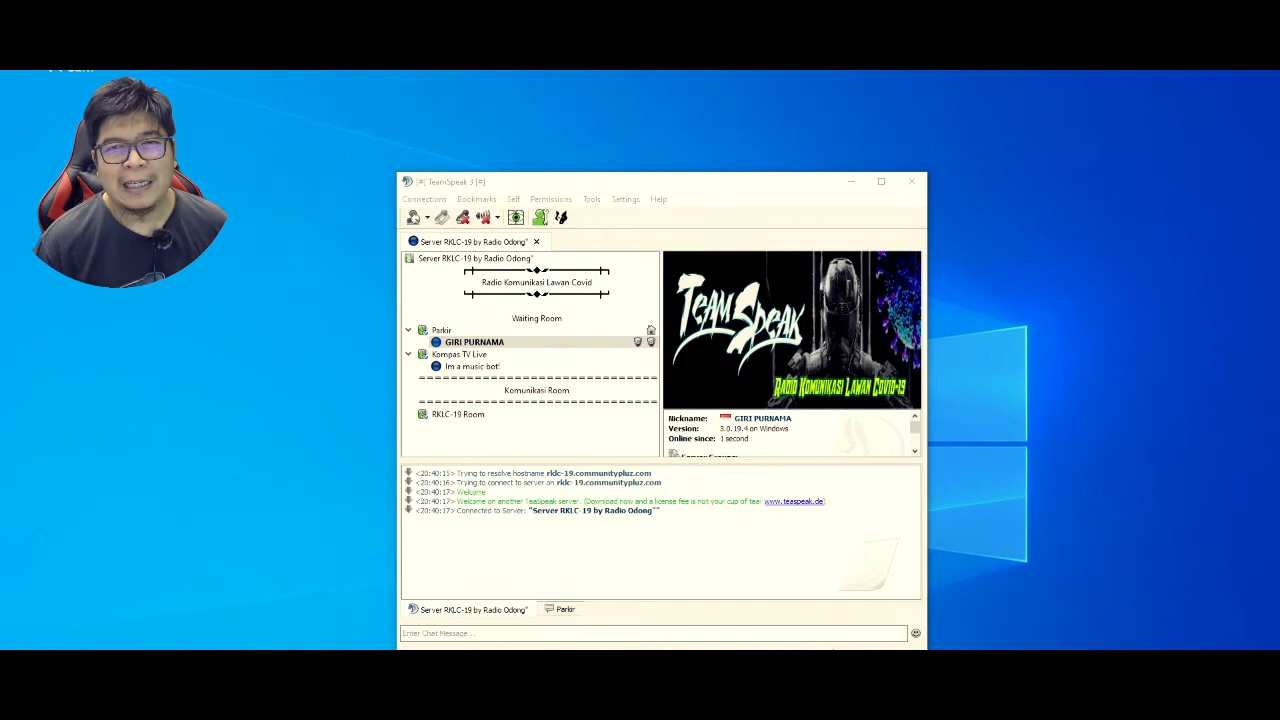 [#] TeamSpeak 3 [#]
Connections Bookmarks Self Permissions Tools Settings Help
Server RKLC-19 by Radio Odong"
Server RKLC-19 by Radio Odong"
Radio Komunikasi Lawan Covid
Waiting Room
Parkir
GIRI PURNAMA
Kompas TV Live
Im a music bot!
Komunikasi Room
RKLC-19 Room
TEAMSPEAK
RADIO KOMUNIKASI LAWAN COVID-19
Nickname: GIRI PURNAMA
Version: 3.0.19.4 on Windows
Online since: 1 second
<20:40:15> Trying to resolve hostname rklc-19.communitypluz.com
<20:40:16> Trying to connect to server on rklc-19.communitypluz.com
<20:40:17> Welcome
<20:40:17> Welcome on another TeaSpeak server. (Download now and a license fee is not your cup of tea! www.teaspeak.de)
<20:40:17> Connected to Server: "Server RKLC-19 by Radio Odong""
Server RKLC-19 by Radio Odong"
Parkir
Enter Chat Message...